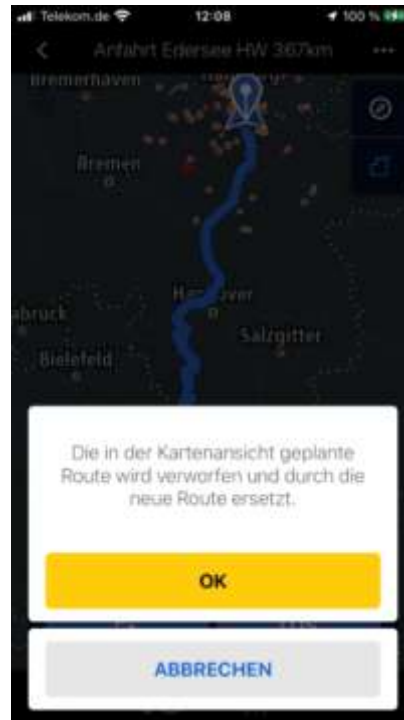 Telekom.de 12:08 100 %
Anfahrt Edersee HW 367km
Bremerhaven
Bremen
Hannover
Salzgitter
Bielefeld
Die in der Kartenansicht geplante
Route wird verworfen und durch die
neue Route ersetzt.
OK
ABBRECHEN